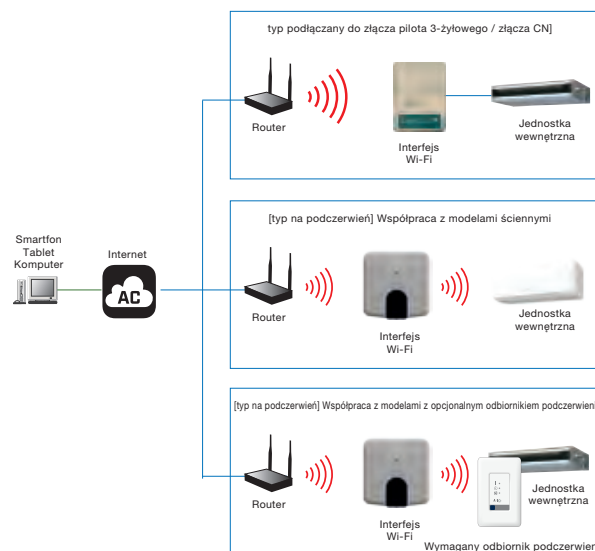 typ podłączany do złącza pilota 3-żyłowego / złącza CN]
Router
Interfejs
Wi-Fi
Jednostka
wewnętrzna
Smartfon
Tablet
Komputer
Internet
AC
[typ na podczerwień] Współpraca z modelami ściennymi
Router
Interfejs
Wi-Fi
Jednostka
wewnętrzna
[typ na podczerwień] Współpraca z modelami z opcjonalnym odbiornikiem podczerwieni
Router
Interfejs
Wi-Fi
Jednostka
wewnętrzna
Wymagany odbiornik podczerwieni